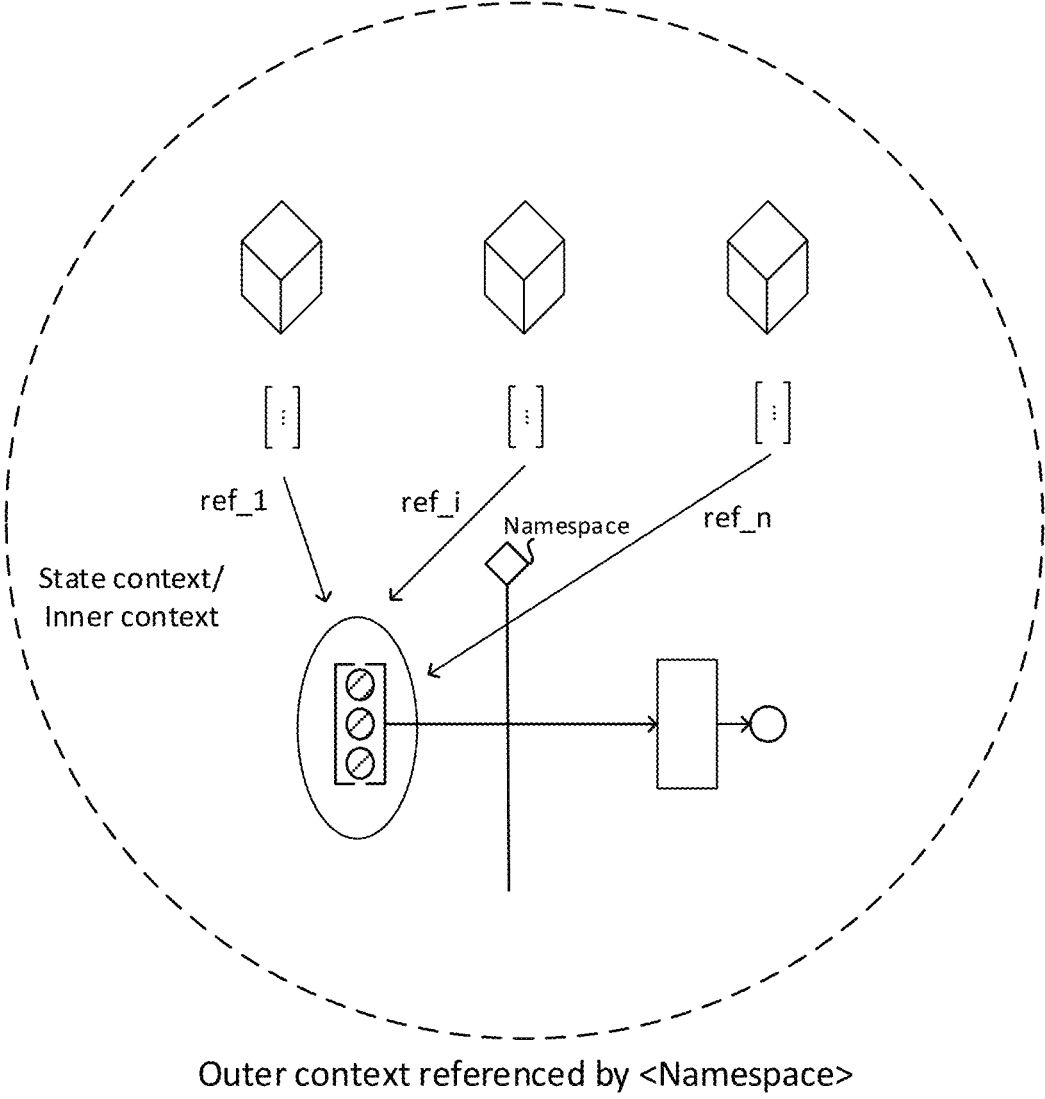 [...]
[...]
[...]
ref_1
ref_i
ref_n
Namespace
State context/
Inner context
Outer context referenced by <Namespace>